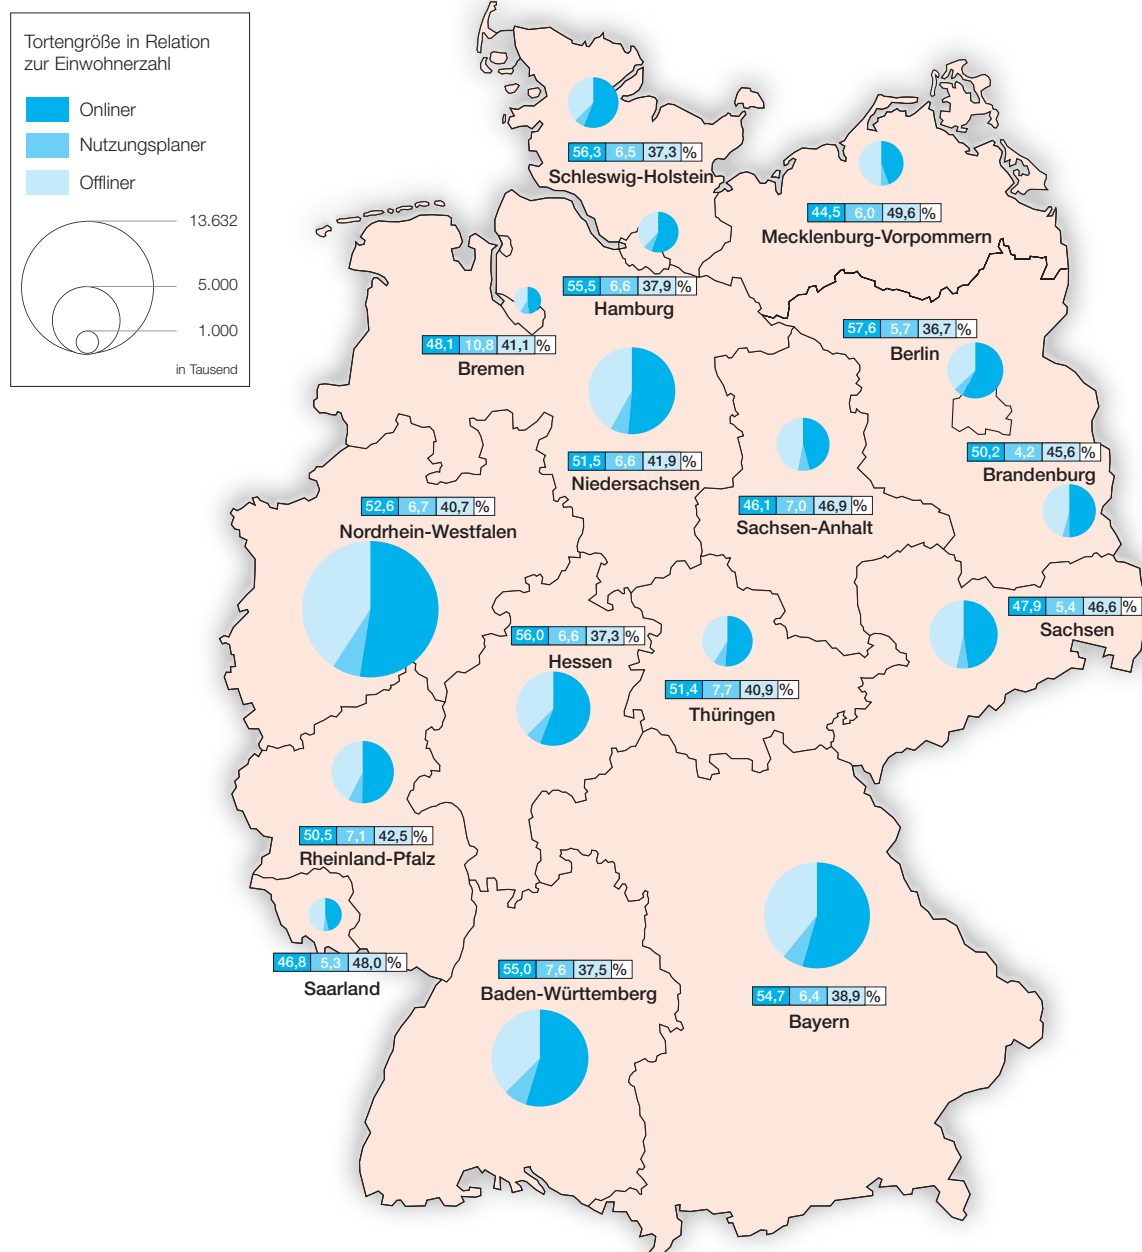 Tortengröße in Relation
zur Einwohnerzahl
Onliner
Nutzungsplaner
Offliner
13.632
5.000
1.000
in Tausend
56,3 6,5 37,3 %
Schleswig-Holstein
44,5 6,0 49,6 %
Mecklenburg-Vorpommern
55,5 6,6 37,9 %
Hamburg
48,1 10,8 41,1 %
Bremen
57,6 5,7 36,7 %
Berlin
51,5 6,6 41,9 %
Niedersachsen
50,2 4,2 45,6 %
Brandenburg
52,6 6,7 40,7 %
Nordrhein-Westfalen
46,1 7,0 46,9 %
Sachsen-Anhalt
47,9 5,4 46,6 %
Sachsen
56,0 6,6 37,3 %
Hessen
51,4 7,7 40,9 %
Thüringen
50,5 7,1 42,5 %
Rheinland-Pfalz
46,8 5,3 48,0 %
Saarland
55,0 7,6 37,5 %
Baden-Württemberg
54,7 6,4 38,9 %
Bayern